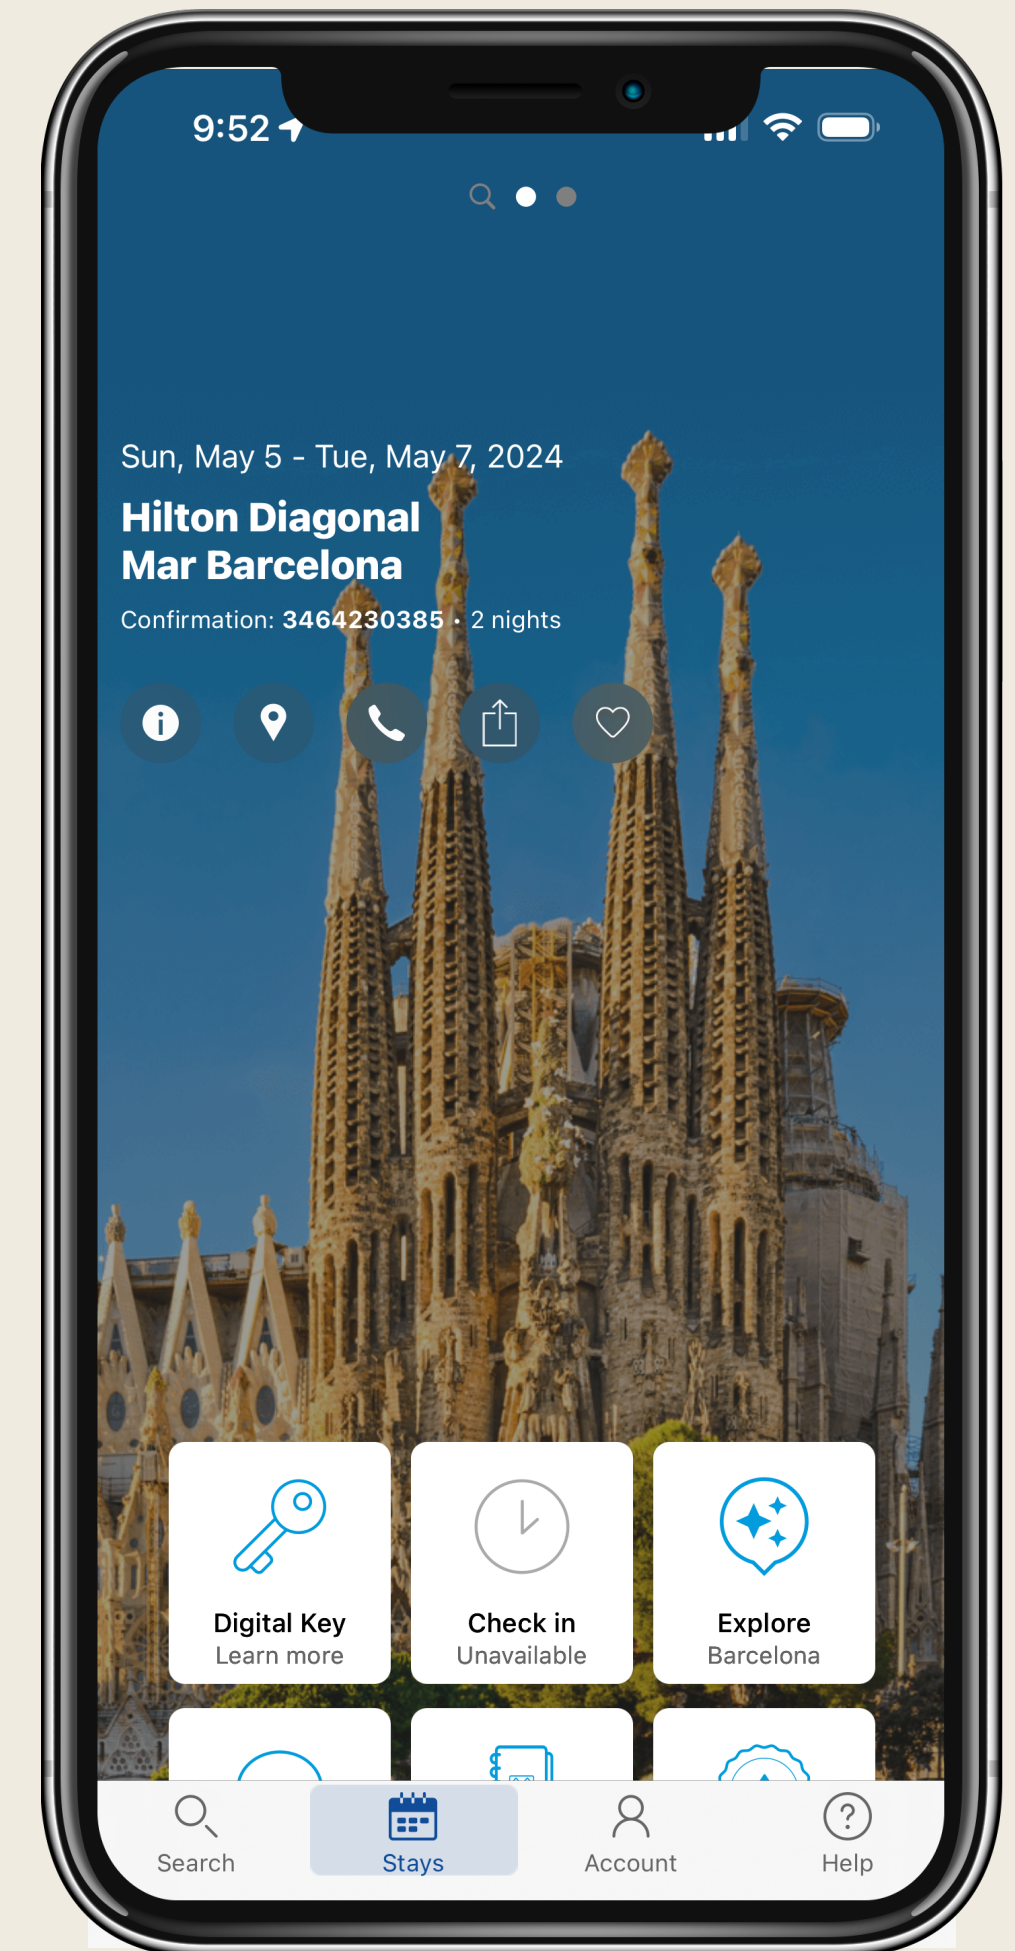 9:52
Sun, May 5 - Tue, May 7, 2024
Hilton Diagonal
Mar Barcelona
Confirmation: 3464230385 • 2 nights
Digital Key
Learn more
Check in
Unavailable
Explore
Barcelona
Search
Stays
Account
Help